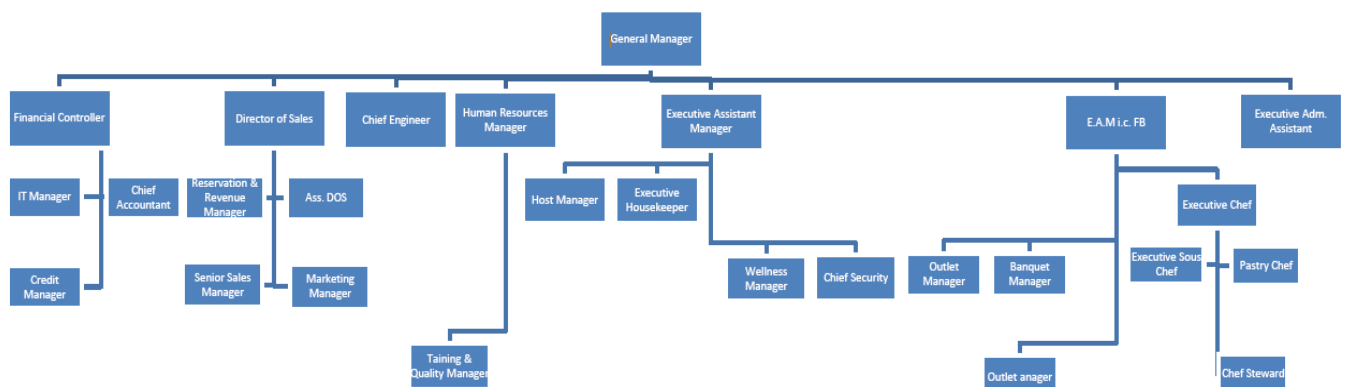 General Manager
Financial Controller
Director of Sales
Chief Engineer
Human Resources
Manager
Executive Assistant
Manager
E.A.M i.c. FB
Executive Adm.
Assistant
IT Manager
Chief
Accountant
Reservation &
Revenue
Manager
Ass. DOS
Host Manager
Executive
Housekeeper
Executive Chef
Credit
Manager
Senior Sales
Manager
Marketing
Manager
Wellness
Manager
Chief Security
Outlet
Manager
Banquet
Manager
Executive Sous
Chef
Pastry Chef
Taining &
Quality Manager
Outlet anager
Chef Steward